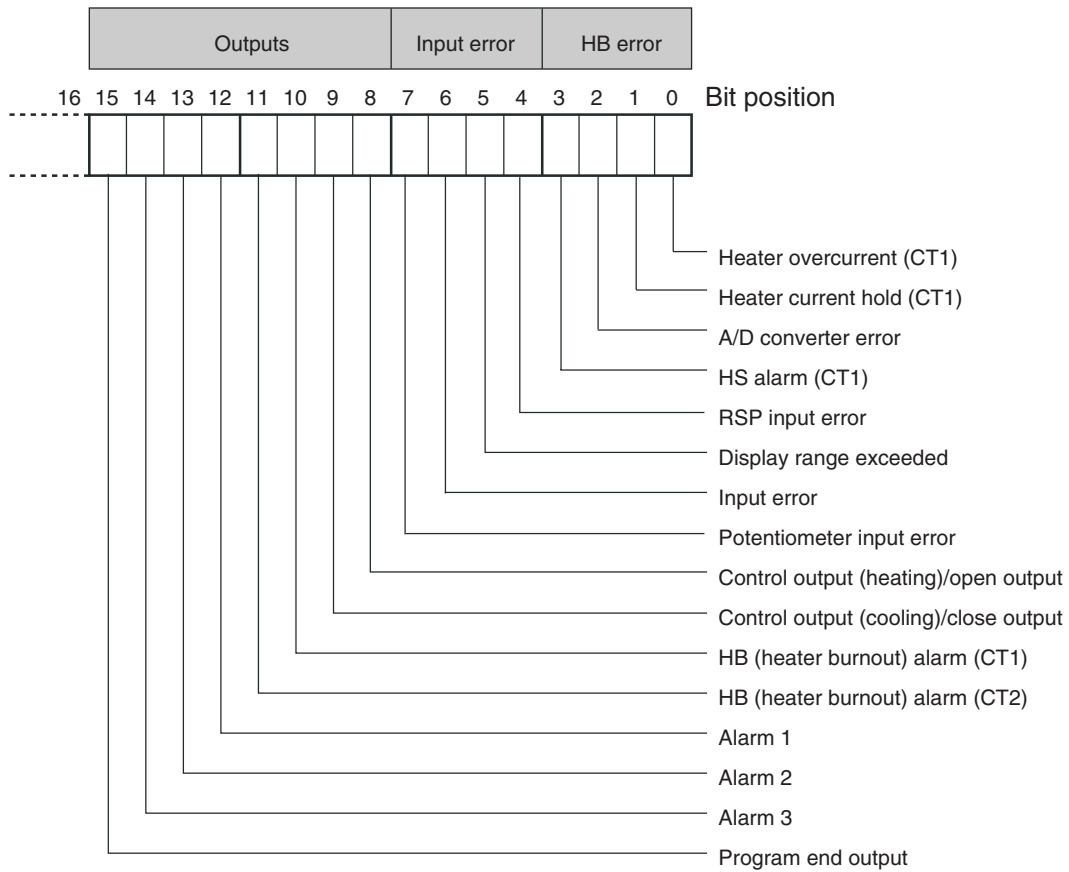 Outputs Input error HB error
16 15 14 13 12 11 10 9 8 7 6 5 4 3 2 1 0 Bit position
Heater overcurrent (CT1)
Heater current hold (CT1)
A/D converter error
HS alarm (CT1)
RSP input error
Display range exceeded
Input error
Potentiometer input error
Control output (heating)/open output
Control output (cooling)/close output
HB (heater burnout) alarm (CT1)
HB (heater burnout) alarm (CT2)
Alarm 1
Alarm 2
Alarm 3
Program end output